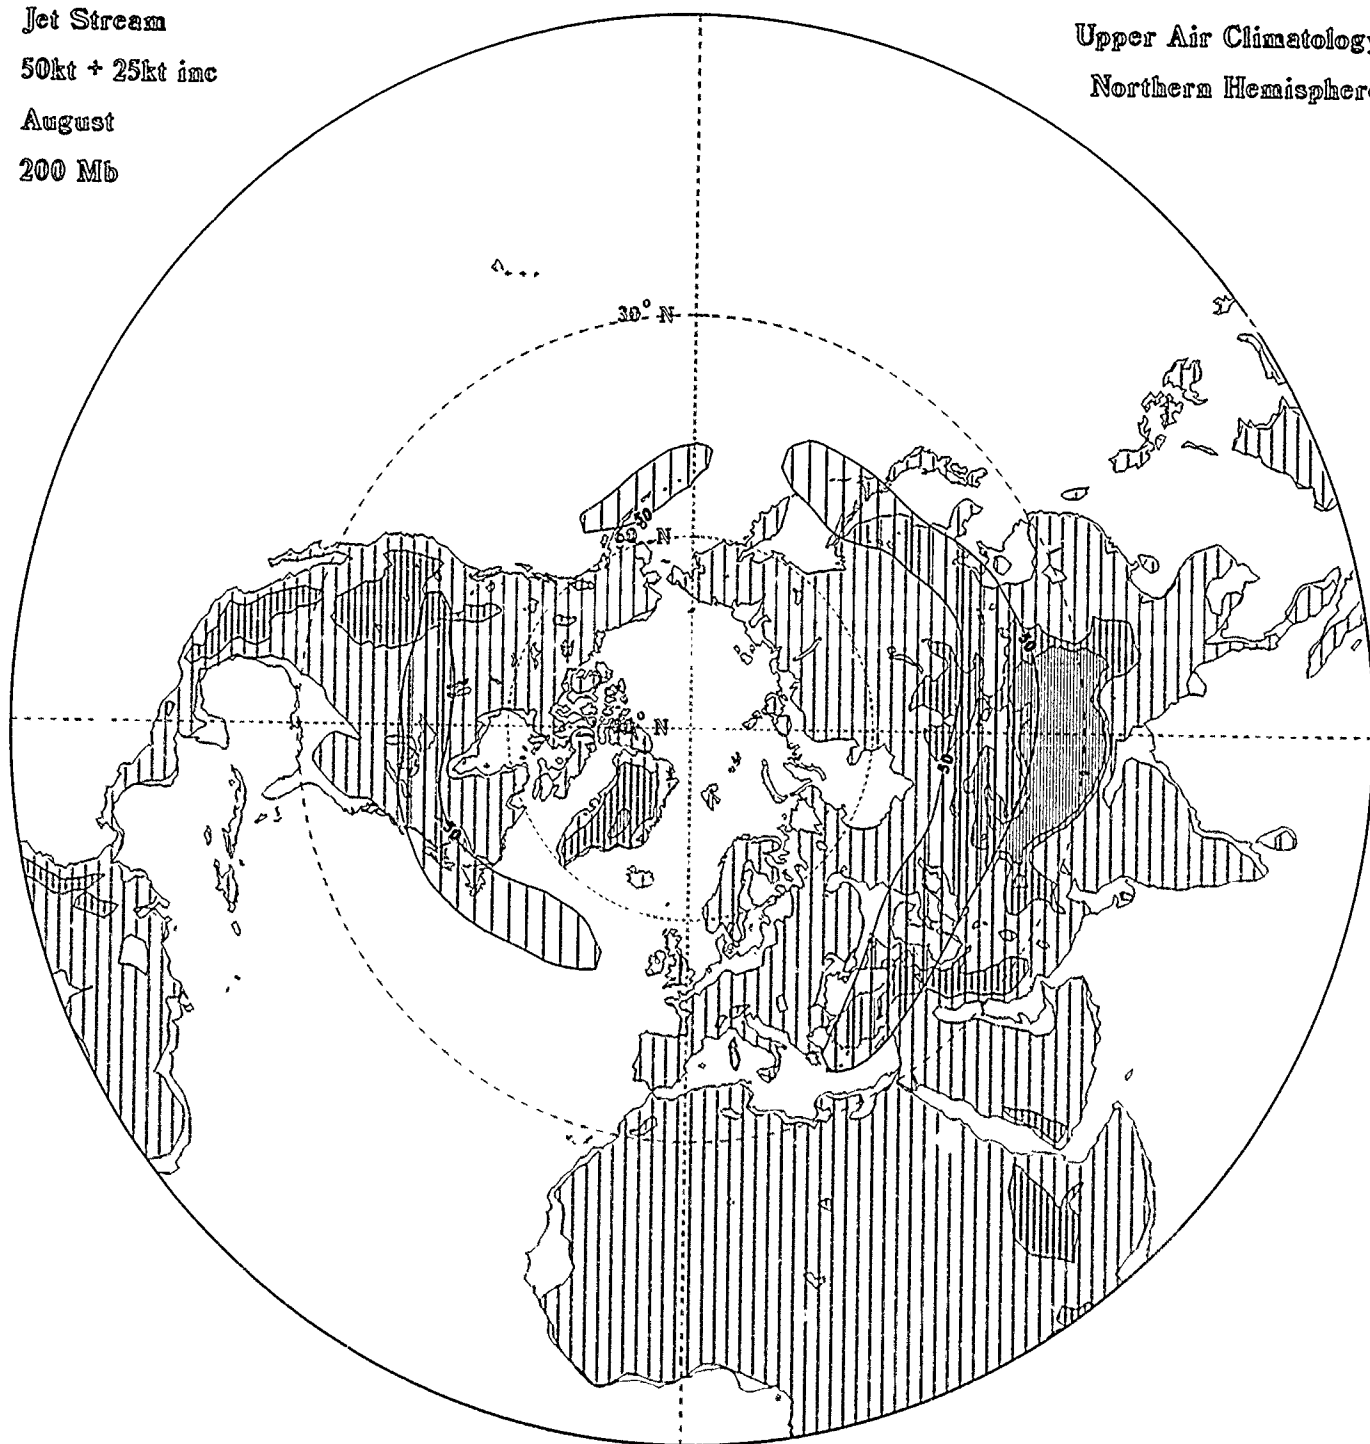 Jet Stream
50kt + 25kt inc
August
200 Mb
Upper Air Climatology
Northern Hemisphere
30° N
50
60 N
50
° N
50
50